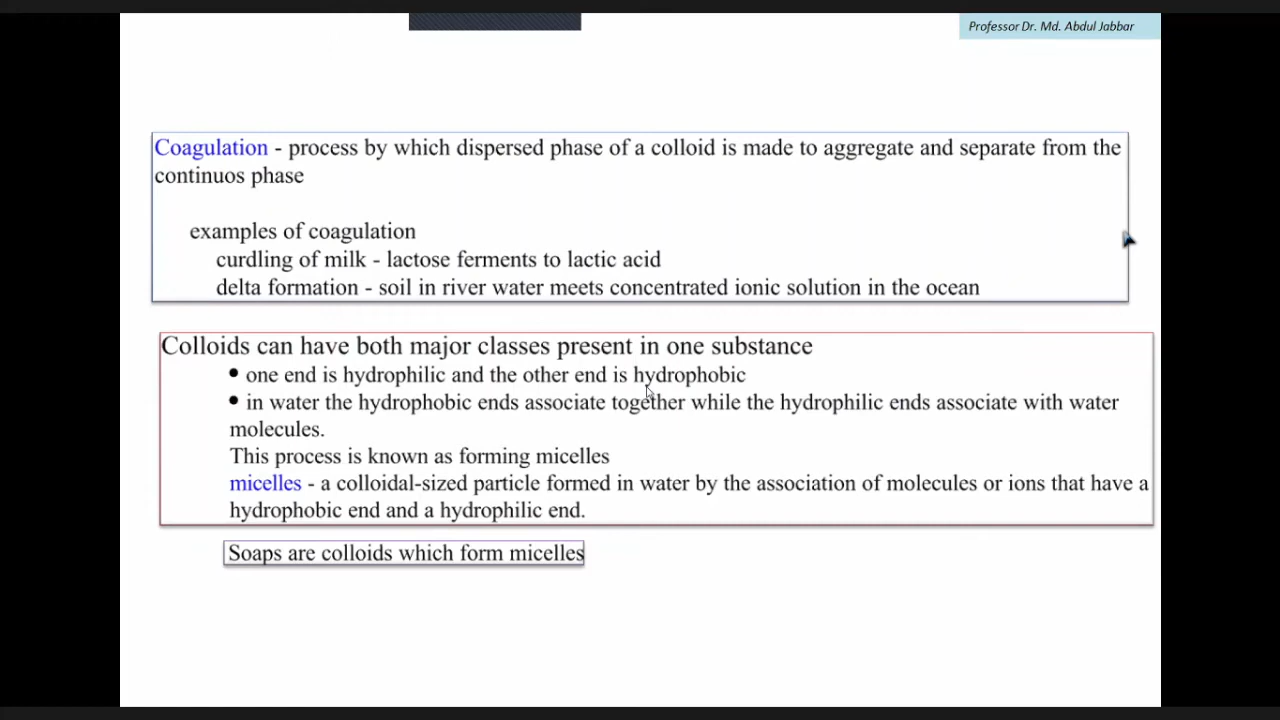 Professor Dr. Md. Abdul Jabbar
Coagulation - process by which dispersed phase of a colloid is made to aggregate and separate from the
continuos phase
examples of coagulation
curdling of milk - lactose ferments to lactic acid
delta formation - soil in river water meets concentrated ionic solution in the ocean
Colloids can have both major classes present in one substance
• one end is hydrophilic and the other end is hydrophobic
• in water the hydrophobic ends associate together while the hydrophilic ends associate with water
molecules.
This process is known as forming micelles
micelles - a colloidal-sized particle formed in water by the association of molecules or ions that have a
hydrophobic end and a hydrophilic end.
Soaps are colloids which form micelles